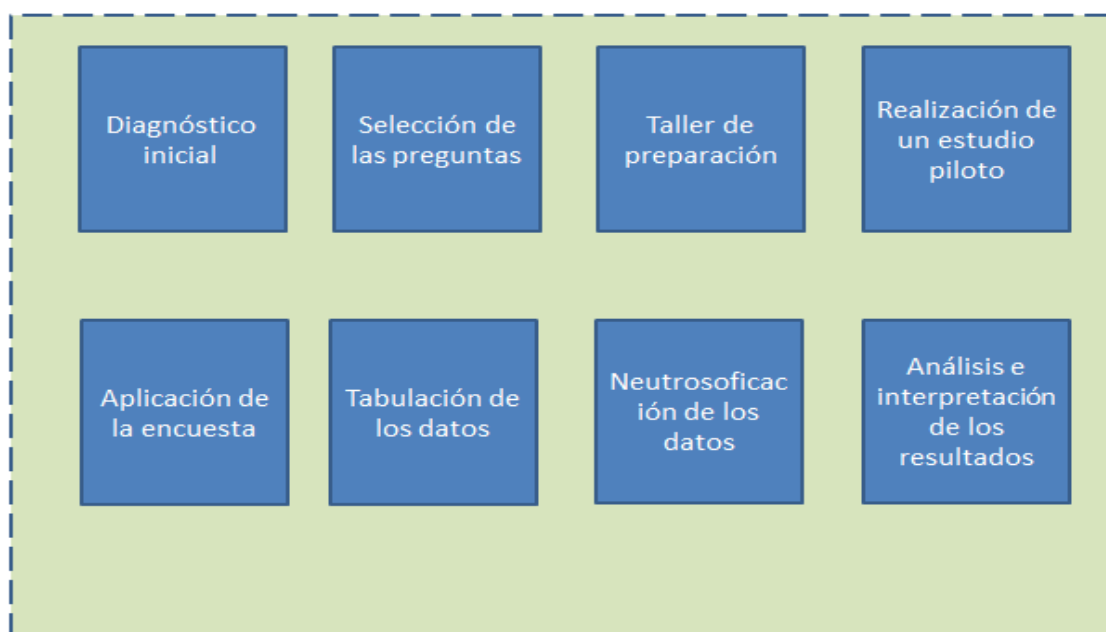 Diagnóstico
inicial
Selección de
las preguntas
Taller de
preparación
Realización de
un estudio
piloto
Aplicación de
la encuesta
Tabulación de
los datos
Neutrosoficac
ión de los
datos
Análisis e
interpretación
de los
resultados